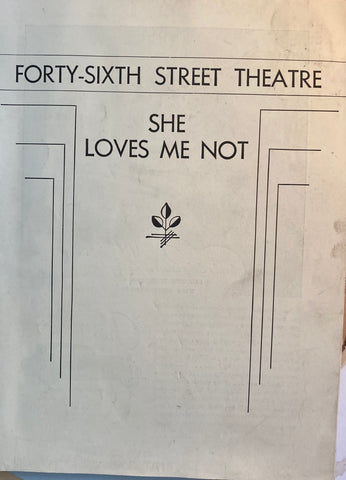 FORTY-SIXTH STREET THEATRE
SHE
LOVES ME NOT